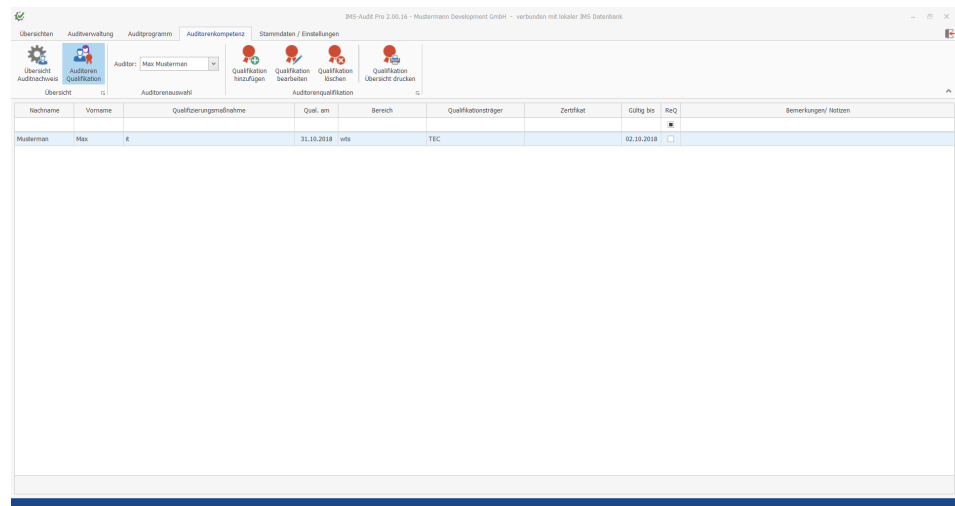 IMS-Audit Pro 2.00.16 - Mustermann Development GmbH - verbunden mit lokaler IMS Datenbank
Übersichten Auditverwaltung Auditprogramm Auditorenkompetenz Stammdaten / Einstellungen
Übersicht Auditnachweis
Auditoren Qualifikation
Auditor: Max Musterman
Qualifikation hinzufügen
Qualifikation bearbeiten
Qualifikation löschen
Qualifikation Übersicht drucken
Übersicht Auditorenauswahl Auditorenqualifikation
Nachname Vorname Qualifizierungsmaßnahme Qual. am Bereich Qualifikationsträger Zertifikat Gültig bis ReQ Bemerkungen/ Notizen
Musterman Max it 31.10.2018 wts TEC 02.10.2018